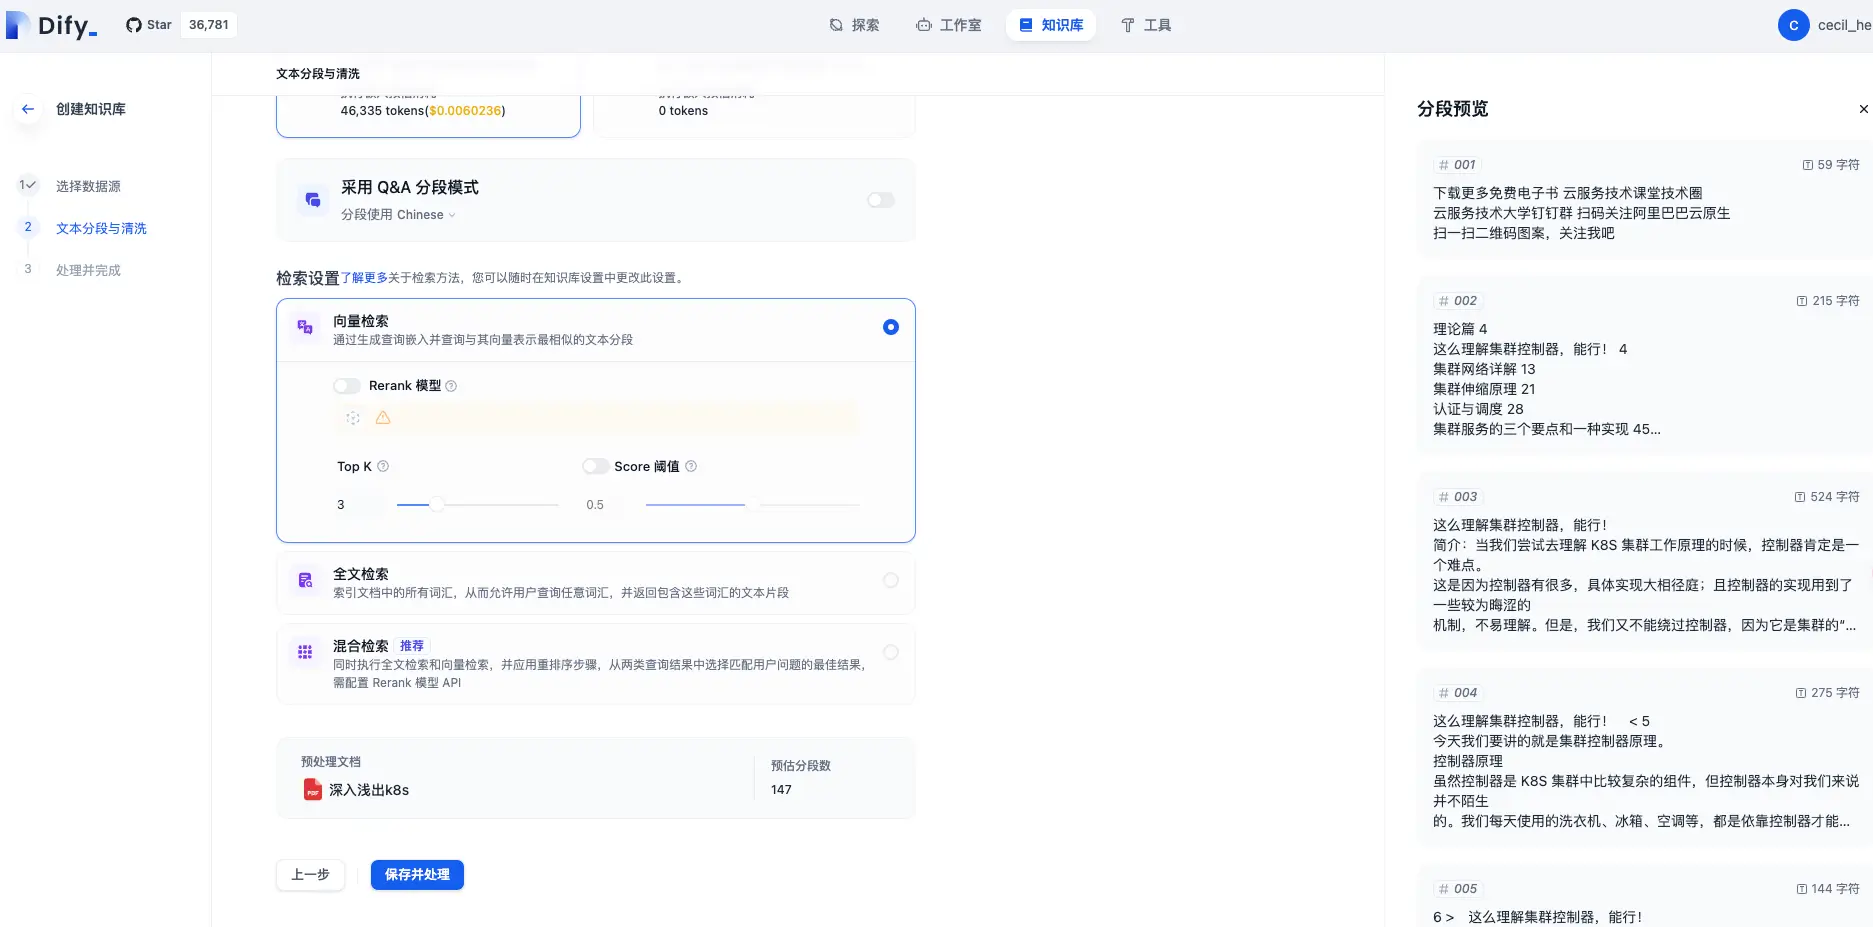 Dify_
Star 36,781
探索
工作室
知识库
工具
C cecil_he
创建知识库
1 选择数据源
2 文本分段与清洗
3 处理并完成
文本分段与清洗
46,335 tokens($0.0060236)
0 tokens
采用 Q&A 分段模式
分段使用 Chinese
检索设置
了解更多关于检索方法，您可以随时在知识库设置中更改此设置。
向量检索
通过生成查询嵌入并查询与其向量表示最相似的文本分段
Rerank 模型
Top K
Score 阈值
3
0.5
全文检索
索引文档中的所有词汇，从而允许用户查询任意词汇，并返回包含这些词汇的文本片段
混合检索 推荐
同时执行全文检索和向量检索，并应用重排序步骤，从两类查询结果中选择匹配用户问题的最佳结果，
需配置 Rerank 模型 API
预处理文档
PDF 深入浅出k8s
预估分段数
147
上一步
保存并处理
分段预览
# 001
59 字符
下载更多免费电子书 云服务技术课堂技术圈
云服务技术大学钉钉群 扫码关注阿里巴巴云原生
扫一扫二维码图案，关注我吧
# 002
215 字符
理论篇 4
这么理解集群控制器，能行！ 4
集群网络详解 13
集群伸缩原理 21
认证与调度 28
集群服务的三个要点和一种实现 45...
# 003
524 字符
这么理解集群控制器，能行！
简介：当我们尝试去理解 K8S 集群工作原理的时候，控制器肯定是一
个难点。
这是因为控制器有很多，具体实现大相径庭；且控制器的实现用到了
一些较为晦涩的
机制，不易理解。但是，我们又不能绕过控制器，因为它是集群的“...
# 004
275 字符
这么理解集群控制器，能行！ < 5
今天我们要讲的就是集群控制器原理。
控制器原理
虽然控制器是 K8S 集群中比较复杂的组件，但控制器本身对我们来说
并不陌生
的。我们每天使用的洗衣机、冰箱、空调等，都是依靠控制器才能...
# 005
144 字符
6 > 这么理解集群控制器，能行！